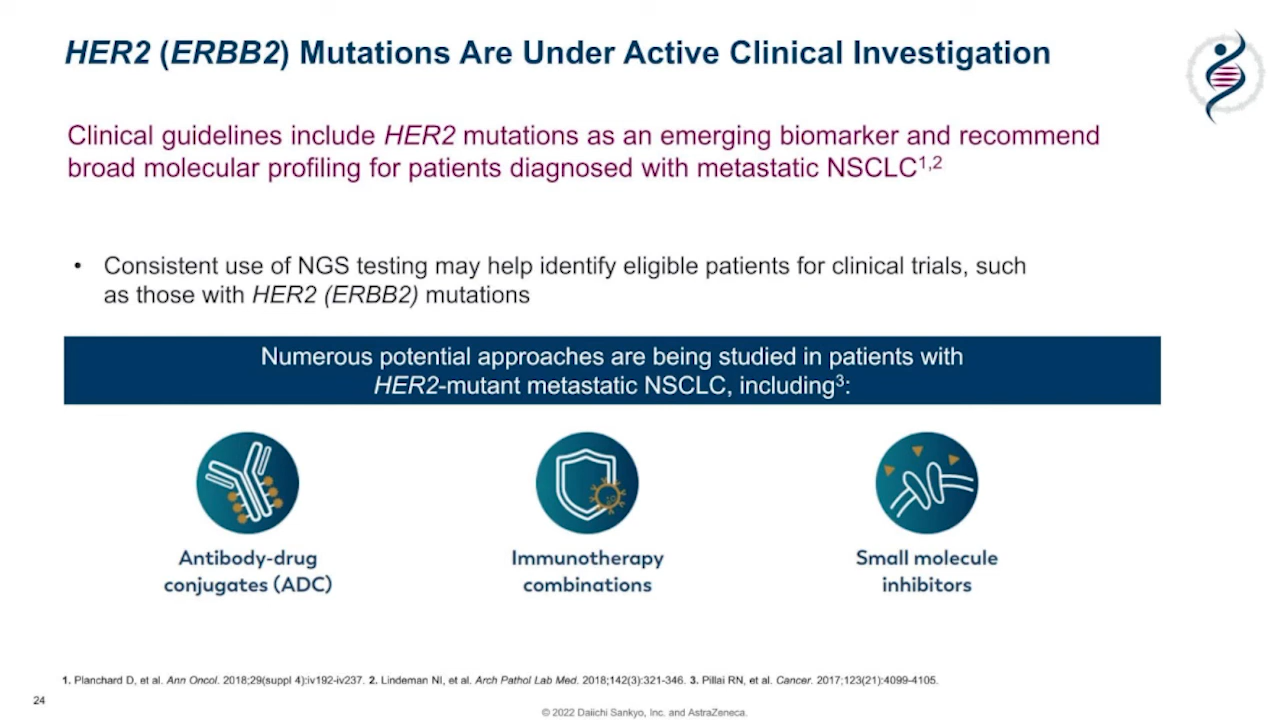 HER2 (ERBB2) Mutations Are Under Active Clinical Investigation
Clinical guidelines include HER2 mutations as an emerging biomarker and recommend
broad molecular profiling for patients diagnosed with metastatic NSCLC1,2
• Consistent use of NGS testing may help identify eligible patients for clinical trials, such
as those with HER2 (ERBB2) mutations
Numerous potential approaches are being studied in patients with
HER2-mutant metastatic NSCLC, including3:
Antibody-drug
conjugates (ADC)
Immunotherapy
combinations
Small molecule
inhibitors
1. Planchard D, et al. Ann Oncol. 2018;29(suppl 4):iv192-iv237. 2. Lindeman NI, et al. Arch Pathol Lab Med. 2018;142(3):321-346. 3. Pillai RN, et al. Cancer. 2017;123(21):4099-4105.
24
© 2022 Daiichi Sankyo, Inc. and AstraZeneca.